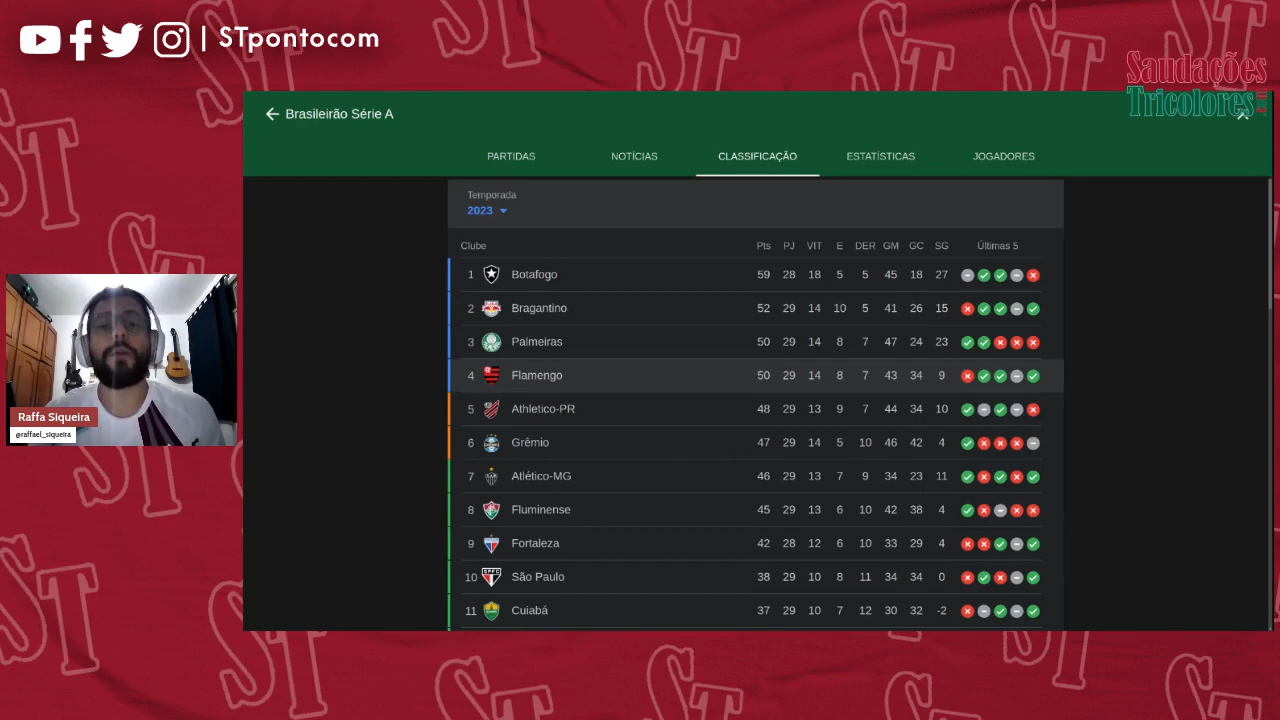 STpontocom
Saudações
Tricolores
.com
Brasileirão Série A
PARTIDAS NOTÍCIAS CLASSIFICAÇÃO ESTATÍSTICAS JOGADORES
Temporada
2023
Clube Pts PJ VIT E DER GM GC SG Últimas 5
1 Botafogo 59 28 18 5 5 45 18 27
2 Bragantino 52 29 14 10 5 41 26 15
3 Palmeiras 50 29 14 8 7 47 24 23
4 Flamengo 50 29 14 8 7 43 34 9
5 Athletico-PR 48 29 13 9 7 44 34 10
6 Grêmio 47 29 14 5 10 46 42 4
7 Atlético-MG 46 29 13 7 9 34 23 11
8 Fluminense 45 29 13 6 10 42 38 4
9 Fortaleza 42 28 12 6 10 33 29 4
10 São Paulo 38 29 10 8 11 34 34 0
11 Cuiabá 37 29 10 7 12 30 32 -2
Raffa Siqueira
@raffael_siqueira